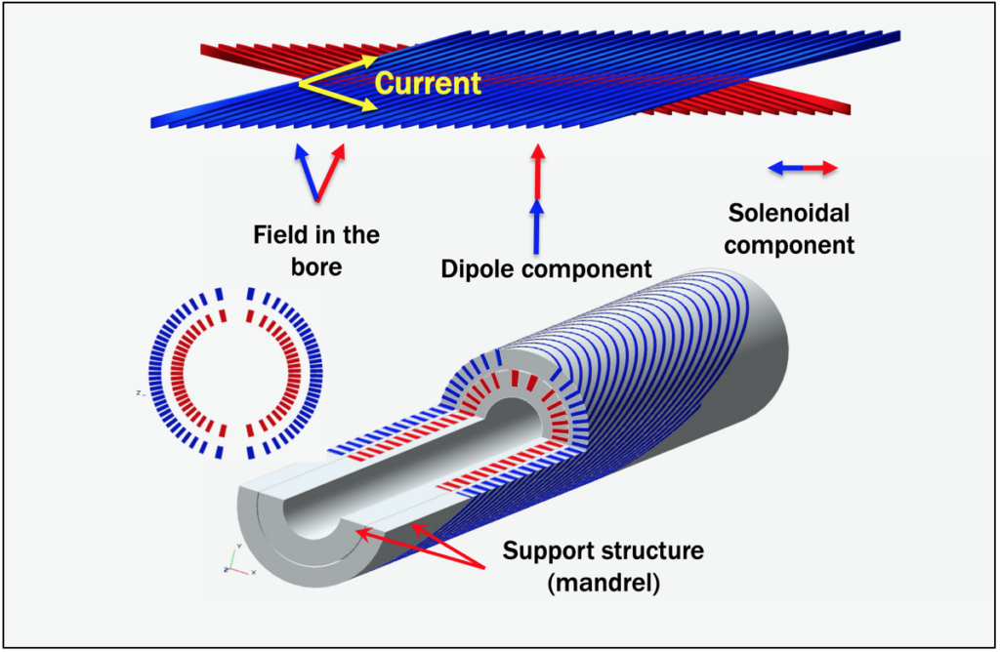 Current
Field in the
bore
Dipole component
Solenoidal
component
Z
Support structure
(mandrel)
Y
Z
X